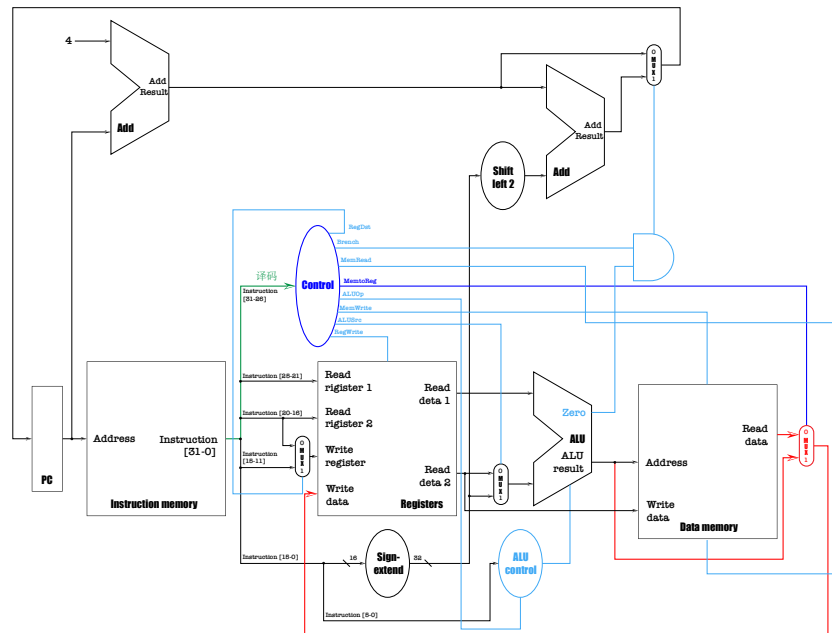 4
Add
Result
Add
0
M
U
X
1
Add
Result
Add
Shift
left 2
RegDst
Branch
MemRead
译码
Control
MemtoReg
Instruction
[31-26]
ALUOp
MemWrite
ALUSrc
RegWrite
Instruction [25-21]
Read
rigister 1
Read
deta 1
Instruction [20-16]
Read
rigister 2
Zero
Address
Instruction
[31-0]
0
M
U
X
1
Write
register
Instruction
[15-11]
ALU
ALU
result
Read
data
0
M
U
X
1
Read
deta 2
0
M
U
X
1
Address
PC
Instruction memory
Write
data
Registers
Write
data
Data memory
16
32
Instruction [15-0]
Sign-
extend
ALU
control
Instruction [5-0]